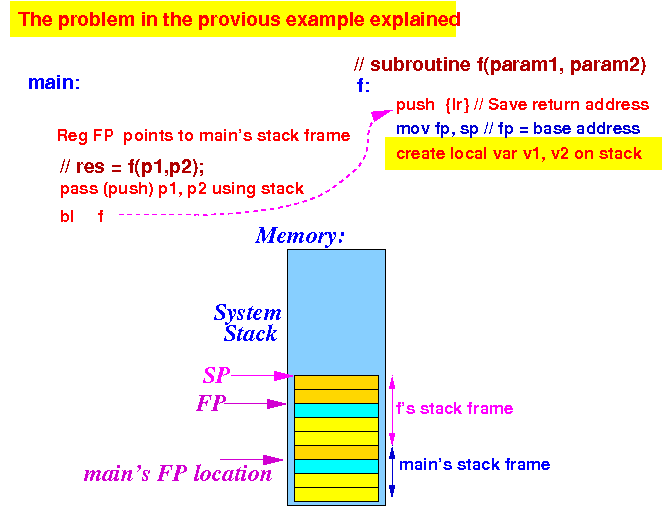 The problem in the provious example explained
main:
// subroutine f(param1, param2)
f:
push {lr} // Save return address
mov fp, sp // fp = base address
create local var v1, v2 on stack
Reg FP points to main's stack frame
// res = f(p1,p2);
pass (push) p1, p2 using stack
bl f
Memory:
System
Stack
SP
FP
f's stack frame
main's FP location
main's stack frame